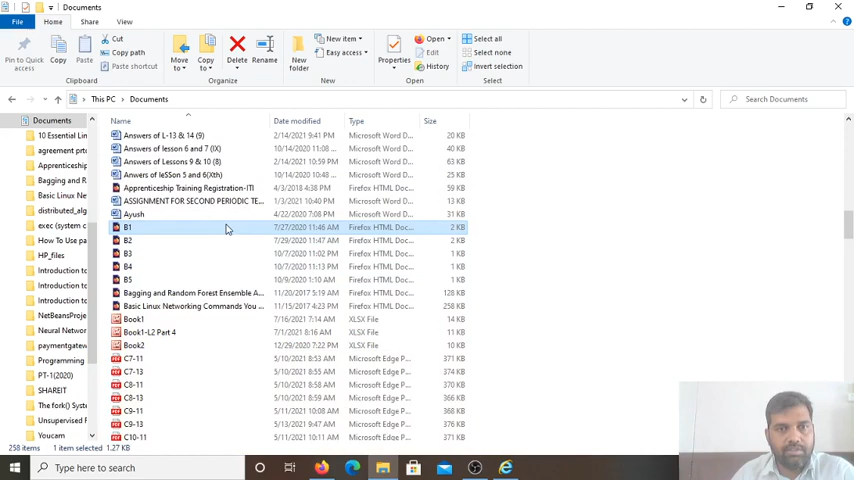 Documents
File Home Share View
Pin to Quick access
Copy
Paste
Cut
Copy path
Paste shortcut
Clipboard
Move to
Copy to
Delete
Rename
Organize
New folder
New item
Easy access
New
Properties
Open
Edit
History
Open
Select all
Select none
Invert selection
Select
This PC > Documents
Search Documents
Documents
10 Essential Lin
agreement prto
Apprenticeship
Bagging and R
Basic Linux Net
distributed_alg
exec (system c
How To Use pa
HP_files
Introduction to
Introduction to
Introduction to
NetBeansProje
Neural Networ
paymentgatew
Programming
PT-1(2020)
SHAREIT
The fork() Syste
Unsupervised F
Youcam
Name Date modified Type Size
Answers of L-13 & 14 (9) 2/14/2021 9:41 PM Microsoft Word D... 20 KB
Answers of lesson 6 and 7 (IX) 10/14/2020 11:08 ... Microsoft Word D... 40 KB
Answers of Lessons 9 & 10 (8) 2/11/2021 10:59 PM Microsoft Word D... 63 KB
Anwers of leSSon 5 and 6(Xth) 10/14/2020 10:48 ... Microsoft Word D... 25 KB
Apprenticeship Training Registration-ITI 4/3/2018 4:38 PM Firefox HTML Doc... 59 KB
ASSIGNMENT FOR SECOND PERIODIC TE... 1/3/2021 10:40 PM Microsoft Word D... 23 KB
Ayush 4/22/2020 7:08 PM Microsoft Word D... 31 KB
B1 7/27/2020 11:46 AM Firefox HTML Doc... 2 KB
B2 7/29/2020 11:47 AM Firefox HTML Doc... 2 KB
B3 10/7/2020 11:02 PM Firefox HTML Doc... 1 KB
B4 10/7/2020 11:13 PM Firefox HTML Doc... 1 KB
B5 10/9/2020 1:10 AM Firefox HTML Doc... 1 KB
Bagging and Random Forest Ensemble A... 11/20/2017 5:19 AM Firefox HTML Doc... 128 KB
Basic Linux Networking Commands You ... 11/15/2017 4:23 PM Firefox HTML Doc... 258 KB
Book1 7/16/2021 7:14 AM XLSX File 14 KB
Book1-L2 Part 4 7/1/2021 8:16 AM XLSX File 11 KB
Book2 12/29/2020 7:22 PM XLSX File 10 KB
C7-11 5/10/2021 8:53 AM Microsoft Edge P... 371 KB
C7-13 5/10/2021 8:55 AM Microsoft Edge P... 374 KB
C8-11 5/10/2021 8:58 AM Microsoft Edge P... 370 KB
C8-13 5/10/2021 8:59 AM Microsoft Edge P... 366 KB
C9-11 5/11/2021 10:08 AM Microsoft Edge P... 368 KB
C9-13 5/13/2021 9:47 AM Microsoft Edge P... 376 KB
C10-11 5/11/2021 10:11 AM Microsoft Edge P... 371 KB
258 items 1 item selected 1.27 KB
Type here to search